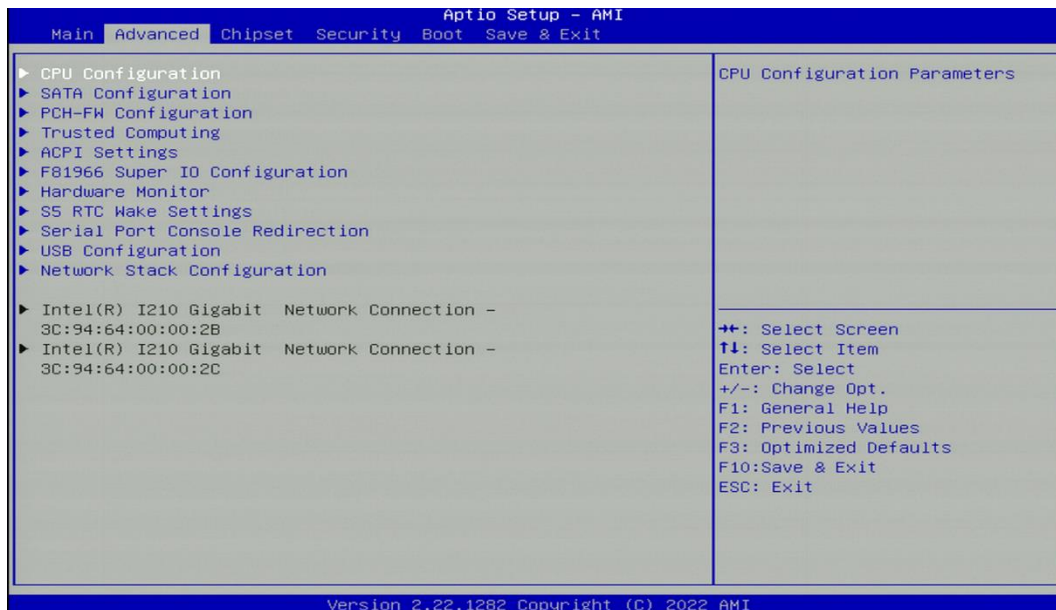 Aptio Setup – AMI
Main Advanced Chipset Security Boot Save & Exit
▶ CPU Configuration
▶ SATA Configuration
▶ PCH-FW Configuration
▶ Trusted Computing
▶ ACPI Settings
▶ F81966 Super IO Configuration
▶ Hardware Monitor
▶ S5 RTC Wake Settings
▶ Serial Port Console Redirection
▶ USB Configuration
▶ Network Stack Configuration
▶ Intel(R) I210 Gigabit  Network Connection –
3C:94:64:00:00:2B
▶ Intel(R) I210 Gigabit  Network Connection –
3C:94:64:00:00:2C
CPU Configuration Parameters
→←: Select Screen
↑↓: Select Item
Enter: Select
+/-: Change Opt.
F1: General Help
F2: Previous Values
F3: Optimized Defaults
F10:Save & Exit
ESC: Exit
Version 2.22.1282 Copyright (C) 2022 AMI